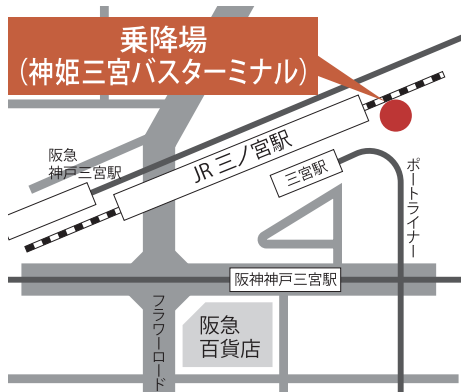 乗降場
（神姫三宮バスターミナル）
阪急
神戸三宮駅
JR 三ノ宮駅
三宮駅
ポートライナー
阪神神戸三宮駅
フラワーロード
阪急
百貨店